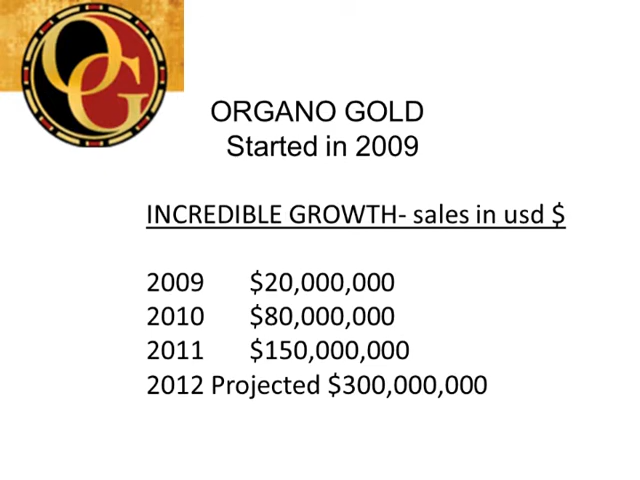 OG
ORGANO GOLD
Started in 2009
INCREDIBLE GROWTH- sales in usd $
2009 $20,000,000
2010 $80,000,000
2011 $150,000,000
2012 Projected $300,000,000